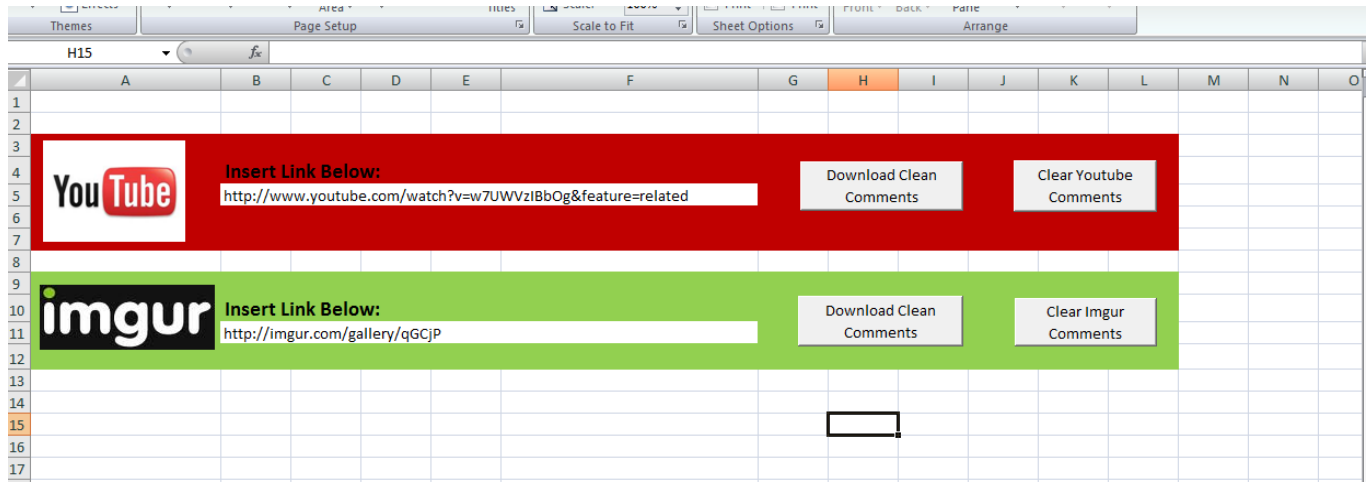 Effects Area Titles Scale: 100% Print Print Front Back Pane
Themes Page Setup Scale to Fit Sheet Options Arrange
H15 fx
A B C D E F G H I J K L M N O
1
2
3
4 Insert Link Below: Download Clean Clear Youtube
5 You Tube http://www.youtube.com/watch?v=w7UWVzIBbOg&feature=related Comments Comments
6
7
8
9
10 imgur Insert Link Below: Download Clean Clear Imgur
11 http://imgur.com/gallery/qGCjP Comments Comments
12
13
14
15
16
17